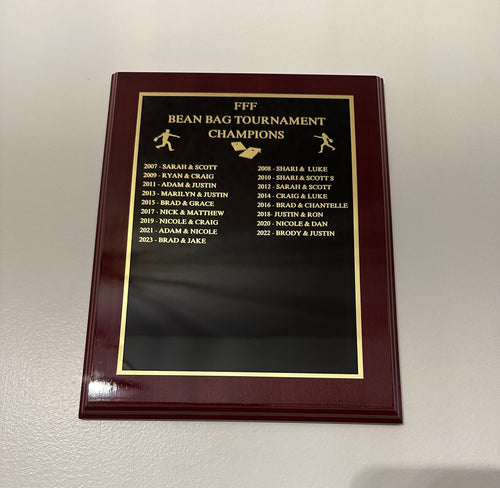 FFF
BEAN BAG TOURNAMENT
CHAMPIONS
2007 - SARAH & SCOTT
2008 - SHARI & LUKE
2009 - RYAN & CRAIG
2010 - SHARI & SCOTT S
2011 - ADAM & JUSTIN
2012 - SARAH & SCOTT
2013 - MARILYN & JUSTIN
2014 - CRAIG & LUKE
2015 - BRAD & GRACE
2016 - BRAD & CHANTELLE
2017 - NICK & MATTHEW
2018- JUSTIN & RON
2019 - NICOLE & CRAIG
2020 - NICOLE & DAN
2021 - ADAM & NICOLE
2022 - BRODY & JUSTIN
2023 - BRAD & JAKE